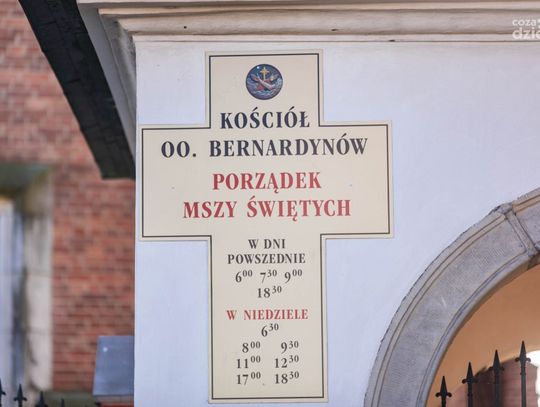 KOŚCIÓŁ
OO. BERNARDYNÓW
PORZĄDEK
MSZY ŚWIĘTYCH
W DNI
POWSZEDNIE
6⁰⁰ 7³⁰ 9⁰⁰
18³⁰
W NIEDZIELE
6³⁰
8⁰⁰ 9³⁰
11⁰⁰ 12³⁰
17⁰⁰ 18³⁰